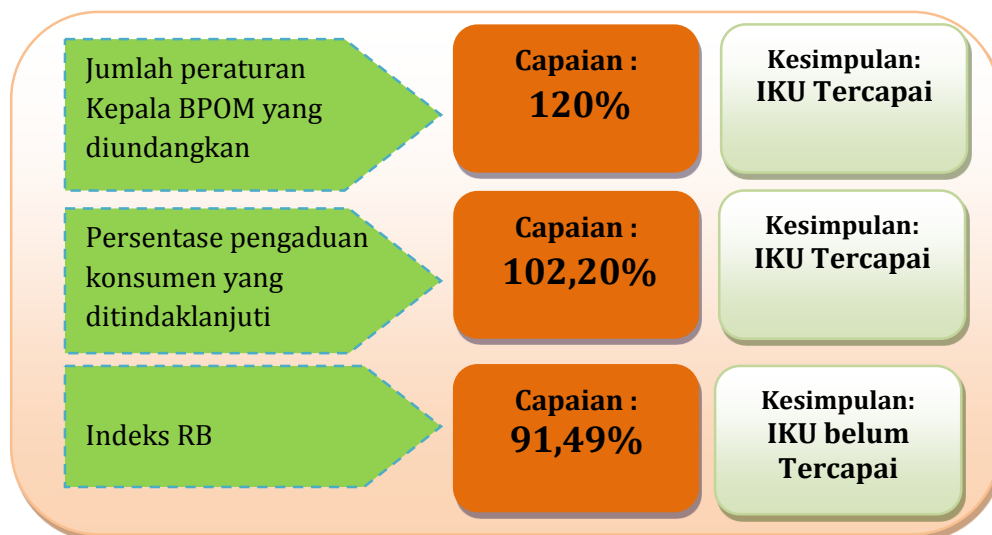 Jumlah peraturan
Kepala BPOM yang
diundangkan
Capaian :
120%
Kesimpulan:
IKU Tercapai
Persentase pengaduan
konsumen yang
ditindaklanjuti
Capaian :
102,20%
Kesimpulan:
IKU Tercapai
Indeks RB
Capaian :
91,49%
Kesimpulan:
IKU belum
Tercapai